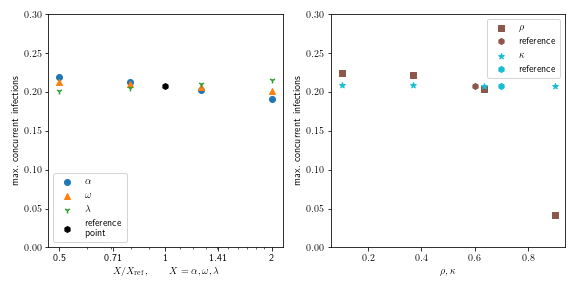 0.30
0.25
0.20
0.15
0.10
0.05
0.00
max. concurrent infections
α
ω
λ
reference
point
0.5
0.71
1
1.41
2
X/X_ref, X = α, ω, λ
0.30
0.25
0.20
0.15
0.10
0.05
0.00
max. concurrent infections
ρ
reference
κ
reference
0.2
0.4
0.6
0.8
ρ, κ